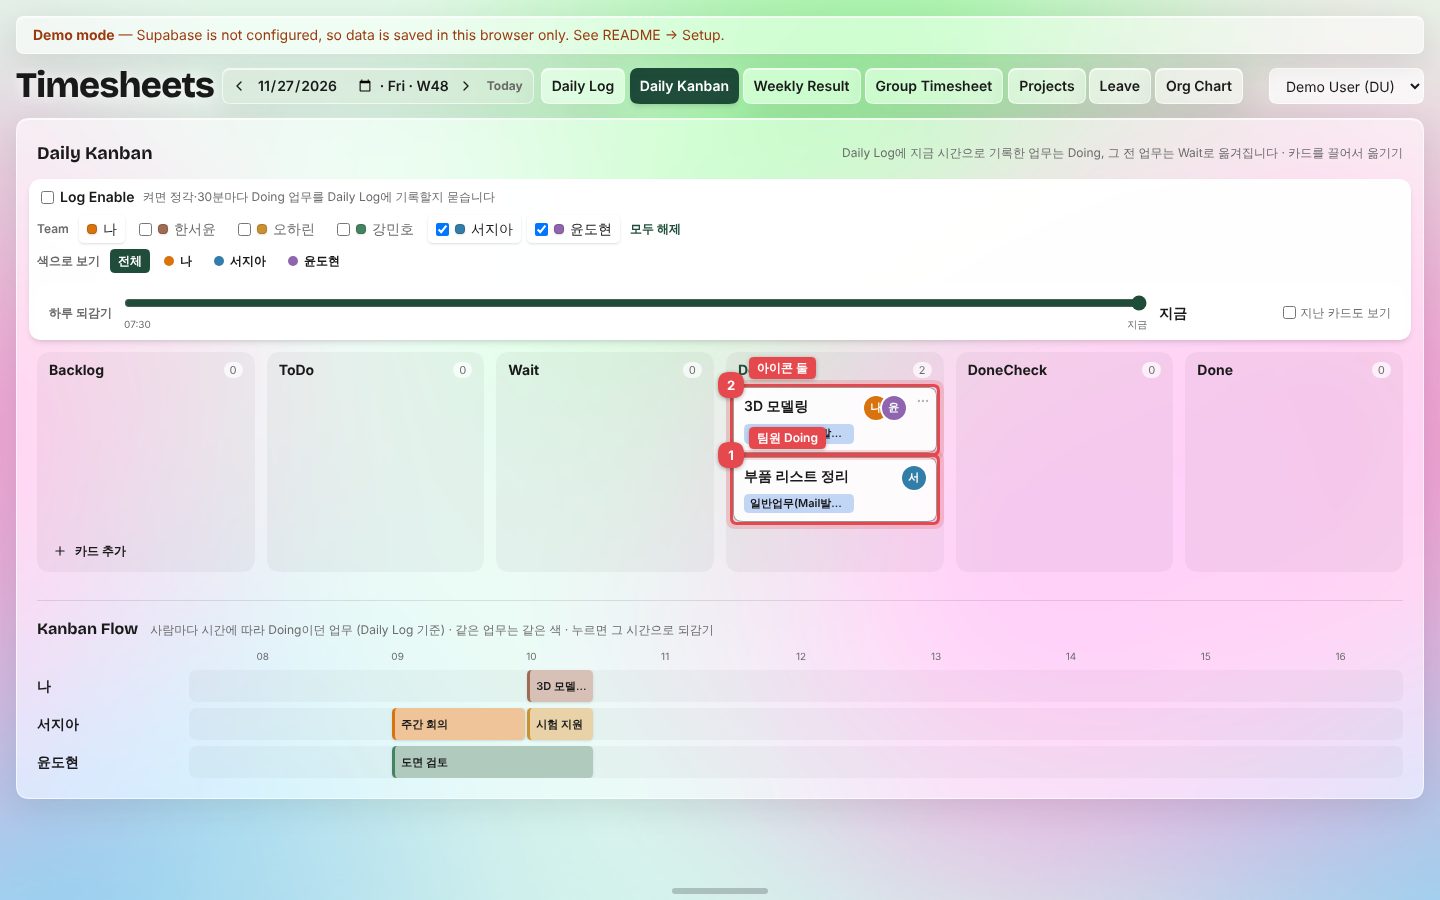 Demo mode — Supabase is not configured, so data is saved in this browser only. See README → Setup.
Timesheets
11/27/2026 · Fri · W48 Today
Daily Log
Daily Kanban
Weekly Result
Group Timesheet
Projects
Leave
Org Chart
Demo User (DU)
Daily Kanban
Daily Log에 지금 시간으로 기록한 업무는 Doing, 그 전 업무는 Wait로 옮겨집니다 · 카드를 끌어서 옮기기
Log Enable 켜면 정각·30분마다 Doing 업무를 Daily Log에 기록할지 묻습니다
Team 나 한서윤 오하린 강민호 서지아 윤도현 모두 해제
색으로 보기 전체 나 서지아 윤도현
하루 되감기
07:30
지금
지금
지난 카드도 보기
Backlog 0
ToDo 0
Wait 0
2
DoneCheck 0
Done 0
아이콘 둘
2
3D 모델링
나 윤 ...
팀원 Doing
1
부품 리스트 정리
서
일반업무(Mail발...
+ 카드 추가
Kanban Flow 사람마다 시간에 따라 Doing이던 업무 (Daily Log 기준) · 같은 업무는 같은 색 · 누르면 그 시간으로 되감기
08 09 10 11 12 13 14 15 16
나
3D 모델...
서지아
주간 회의
시험 지원
윤도현
도면 검토